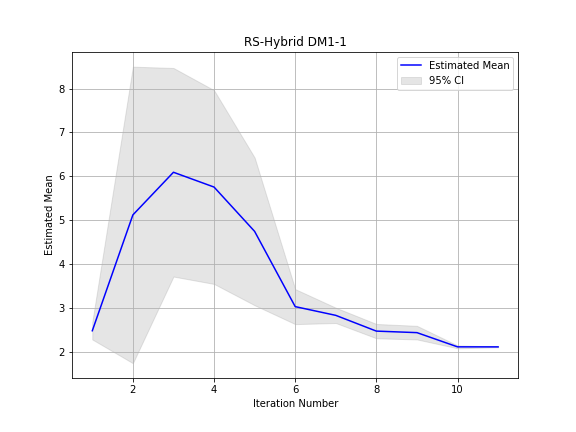 RS-Hybrid DM1-1
Estimated Mean
95% CI
8
7
6
5
4
3
2
Estimated Mean
2
4
6
8
10
Iteration Number